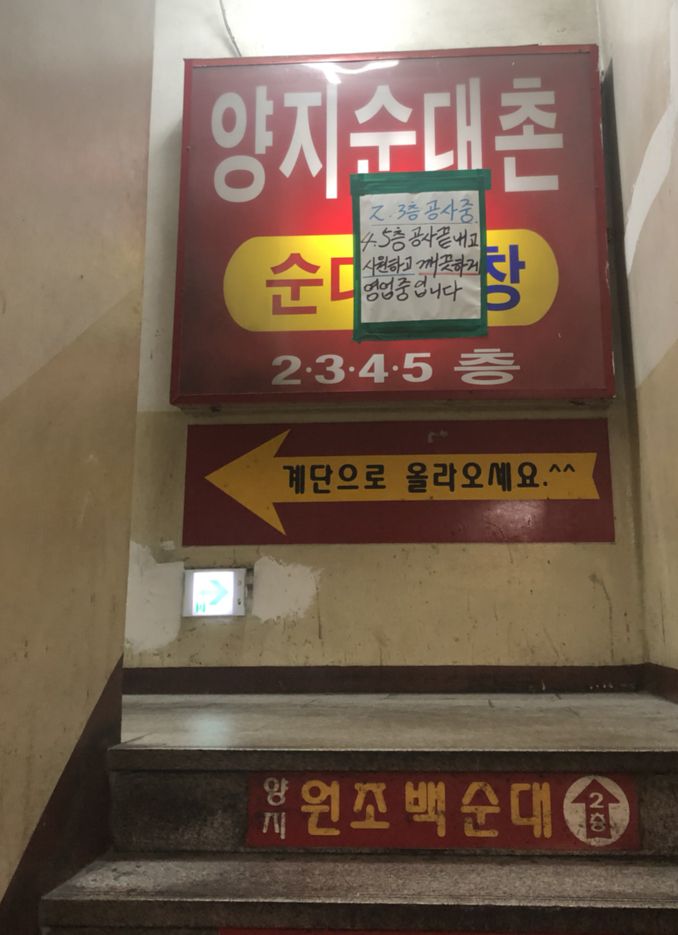 양지순대촌
2. 3층 공사중.
4.5층 공사끝내고
시원하고 깨끗하게
영업중입니다
순대 창
2·3·4·5 층
계단으로 올라오세요.^^
양지 원조백순대 2층